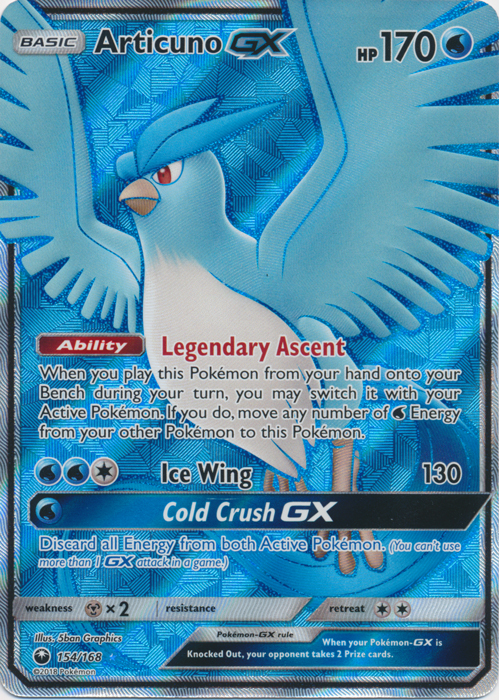 BASIC Articuno GX HP 170
Ability Legendary Ascent
When you play this Pokémon from your hand onto your
Bench during your turn, you may switch it with your
Active Pokémon. If you do, move any number of Energy
from your other Pokémon to this Pokémon.
Ice Wing 130
Cold Crush GX
Discard all Energy from both Active Pokémon. (You can't use
more than 1 GX attack in a game.)
weakness ×2 resistance retreat
Illus. 5ban Graphics
Pokémon-GX rule
154/168
When your Pokémon-GX is
Knocked Out, your opponent takes 2 Prize cards.
©2018 Pokémon